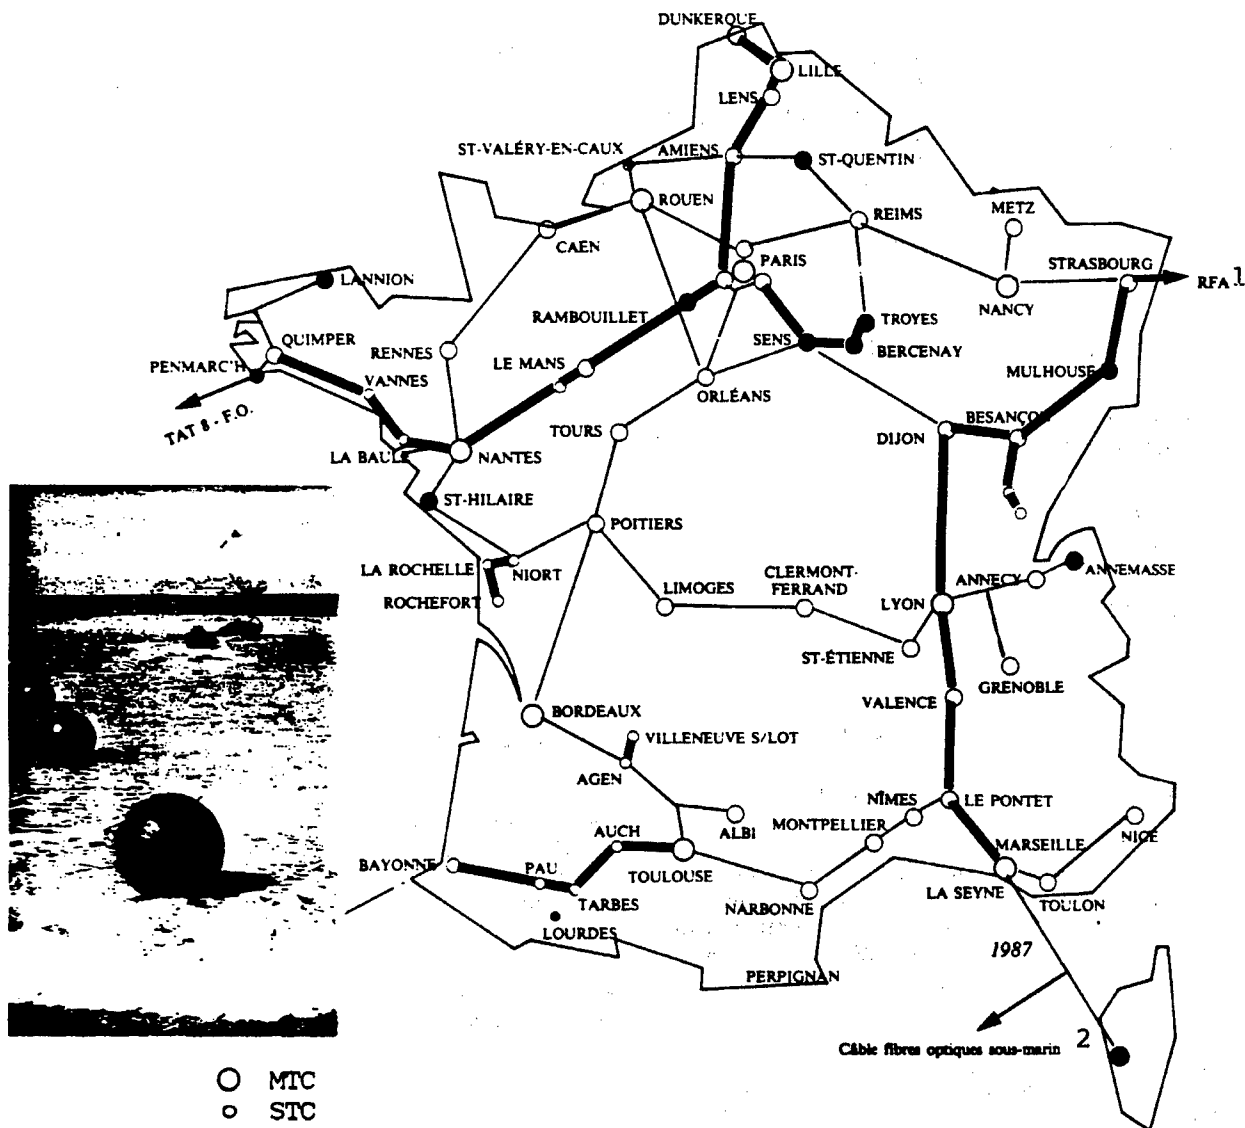 DUNKERQUE
LILLE
LENS
ST-VALÉRY-EN-CAUX
AMIENS
ST-QUENTIN
ROUEN
REIMS
METZ
CAEN
PARIS
STRASBOURG
RFA 1
LANNION
NANCY
RAMBOUILLET
TROYES
SENS
QUIMPER
RENNES
BERCENAY
LE MANS
PENMARC'H
MULHOUSE
VANNES
ORLÉANS
TAT 8 - F.O.
BESANÇON
TOURS
DIJON
LA BAULE
NANTES
ST-HILAIRE
POITIERS
LA ROCHELLE
NIORT
CLERMONT-
FERRAND
ANNECY
ANNEMASSE
LIMOGES
ROCHEFORT
LYON
ST-ÉTIENNE
GRENOBLE
VALENCE
BORDEAUX
VILLENEUVE S/LOT
AGEN
NÎMES
LE PONTET
ALBI
MONTPELLIER
AUCH
MARSEILLE
NICE
BAYONNE
PAU
TOULOUSE
TARBES
NARBONNE
LA SEYNE
TOULON
LOURDES
1987
PERPIGNAN
Câble fibres optiques sous-marin 2
MTC
STC